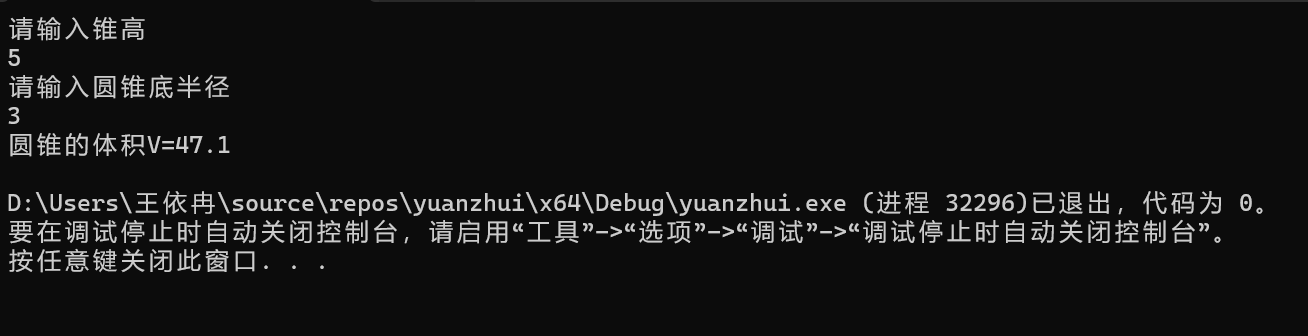 请输入锥高
5
请输入圆锥底半径
3
圆锥的体积V=47.1
D:\Users\王依冉\source\repos\yuanzhui\x64\Debug\yuanzhui.exe (进程 32296)已退出，代码为 0。
要在调试停止时自动关闭控制台，请启用“工具”->“选项”->“调试”->“调试停止时自动关闭控制台”。
按任意键关闭此窗口. . .